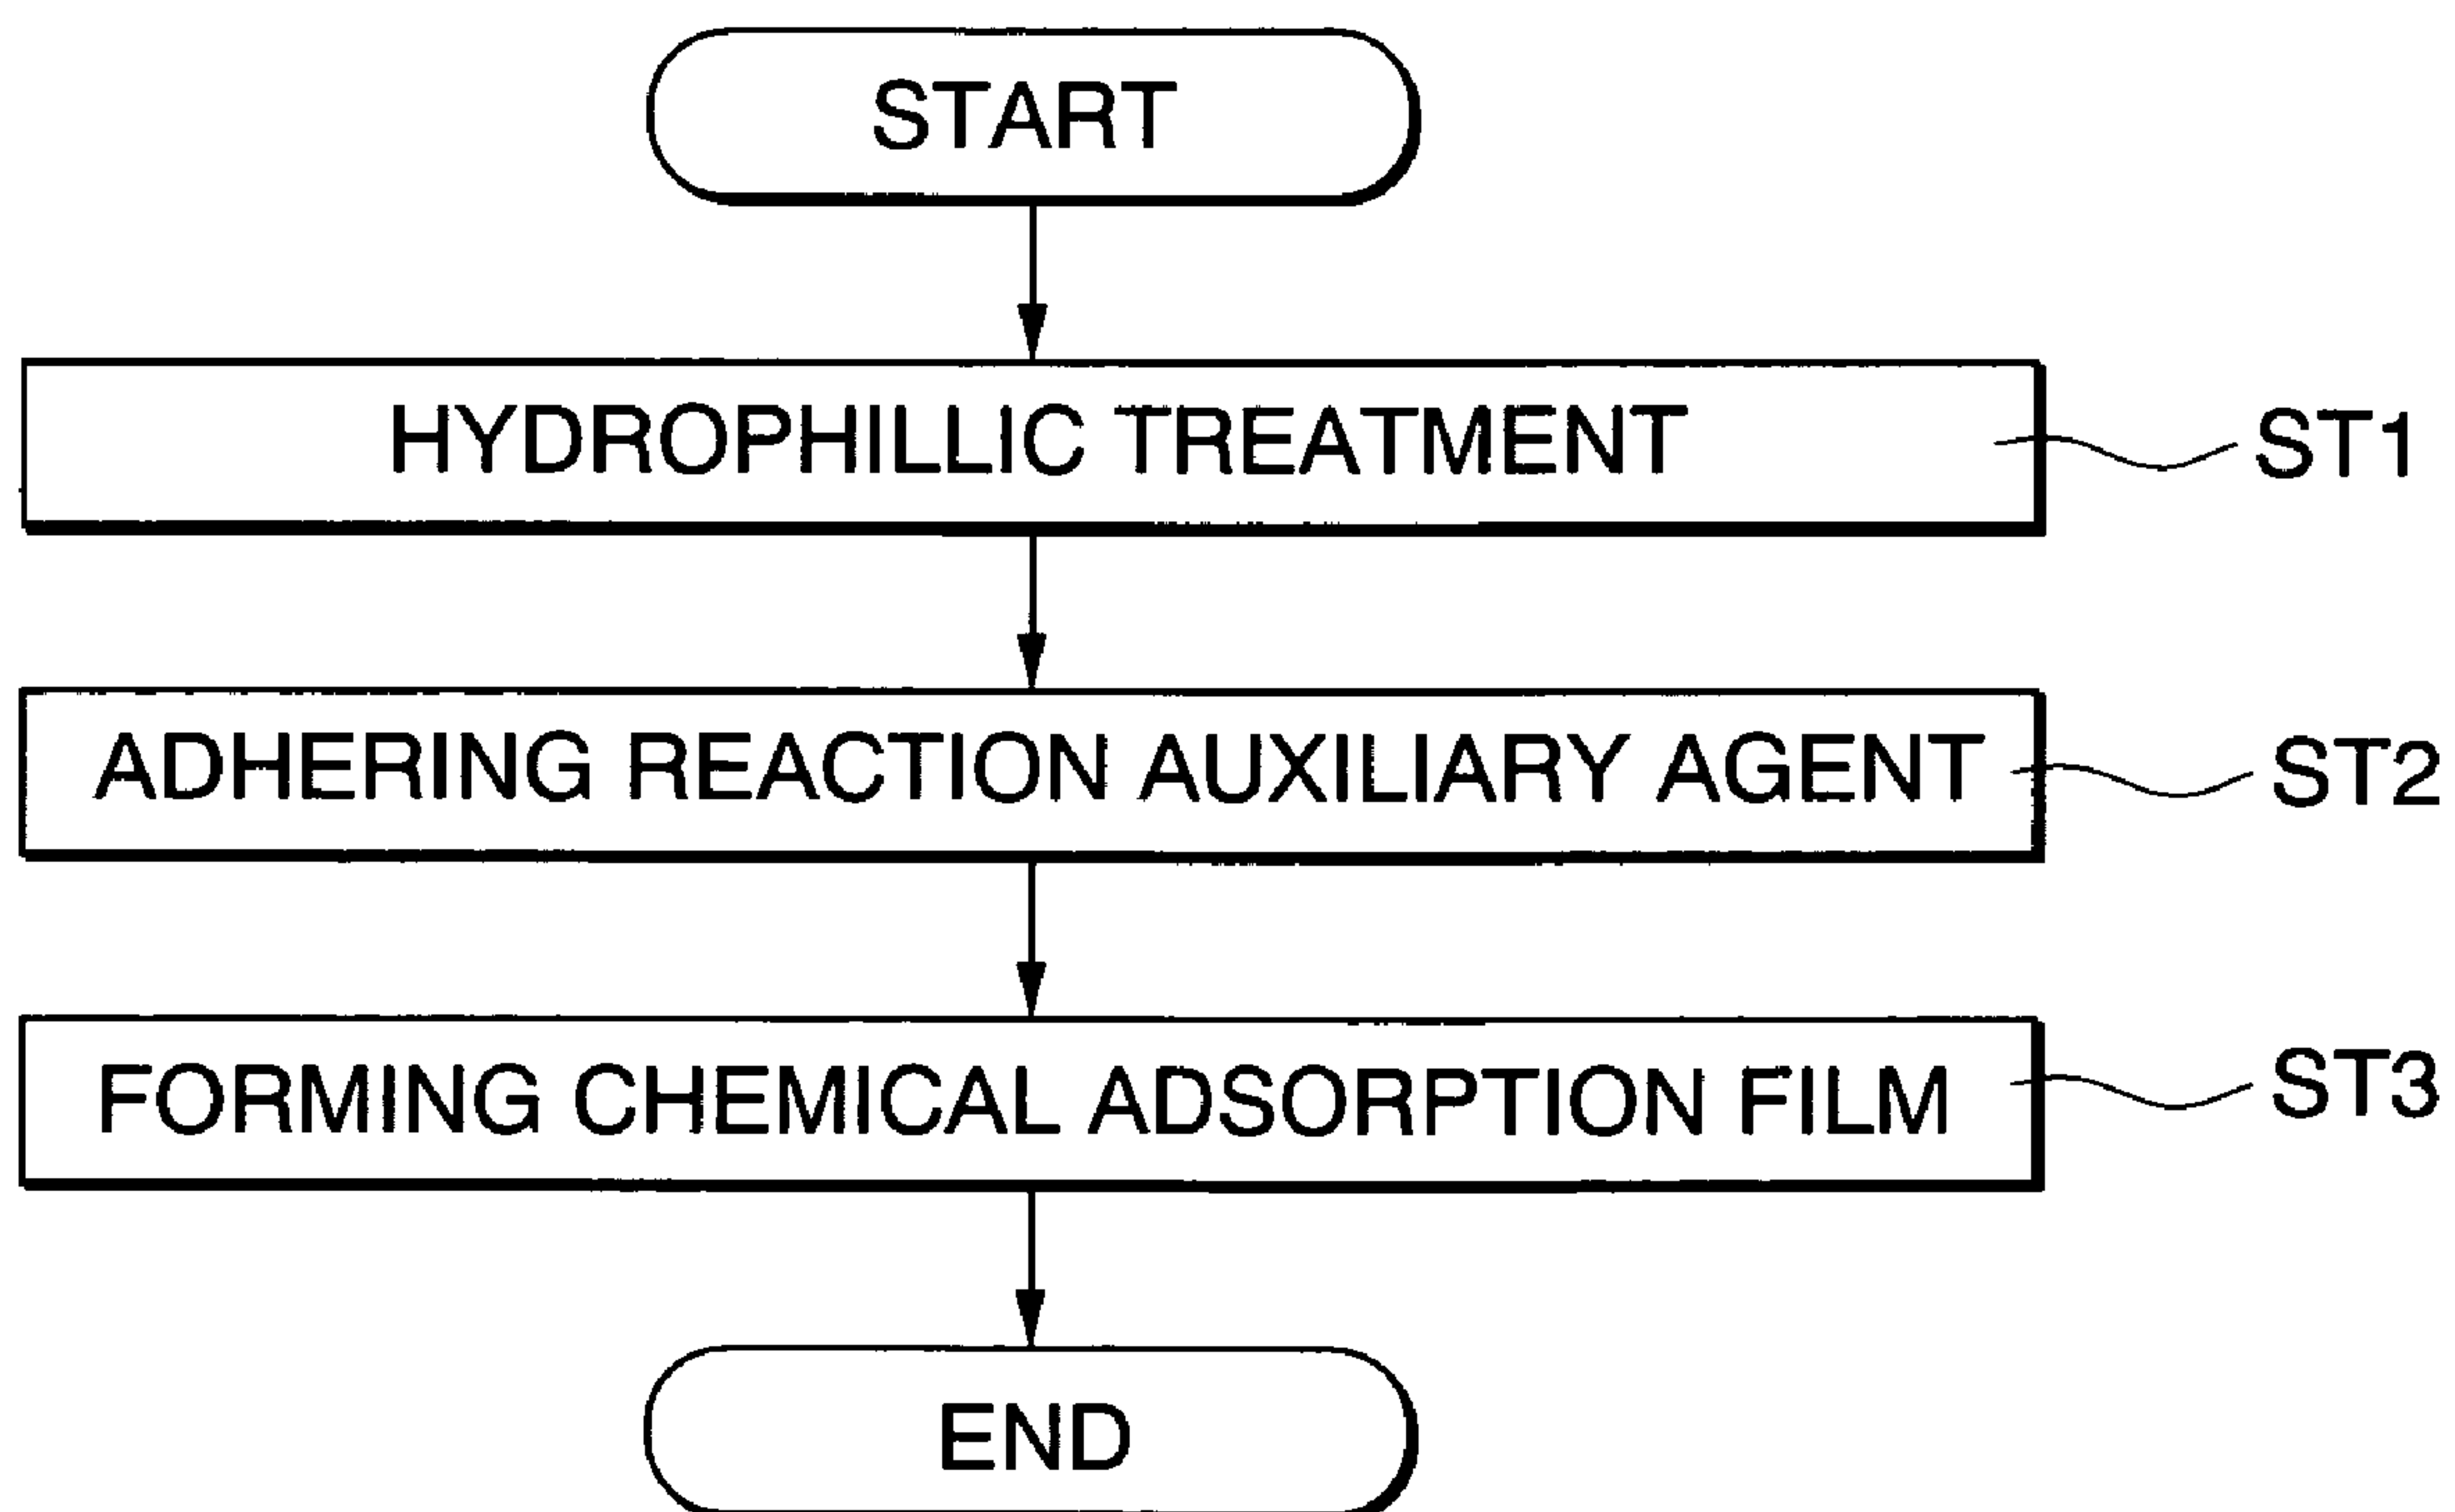 START
HYDROPHILLIC TREATMENT ST1
ADHERING REACTION AUXILIARY AGENT ST2
FORMING CHEMICAL ADSORPTION FILM ST3
END